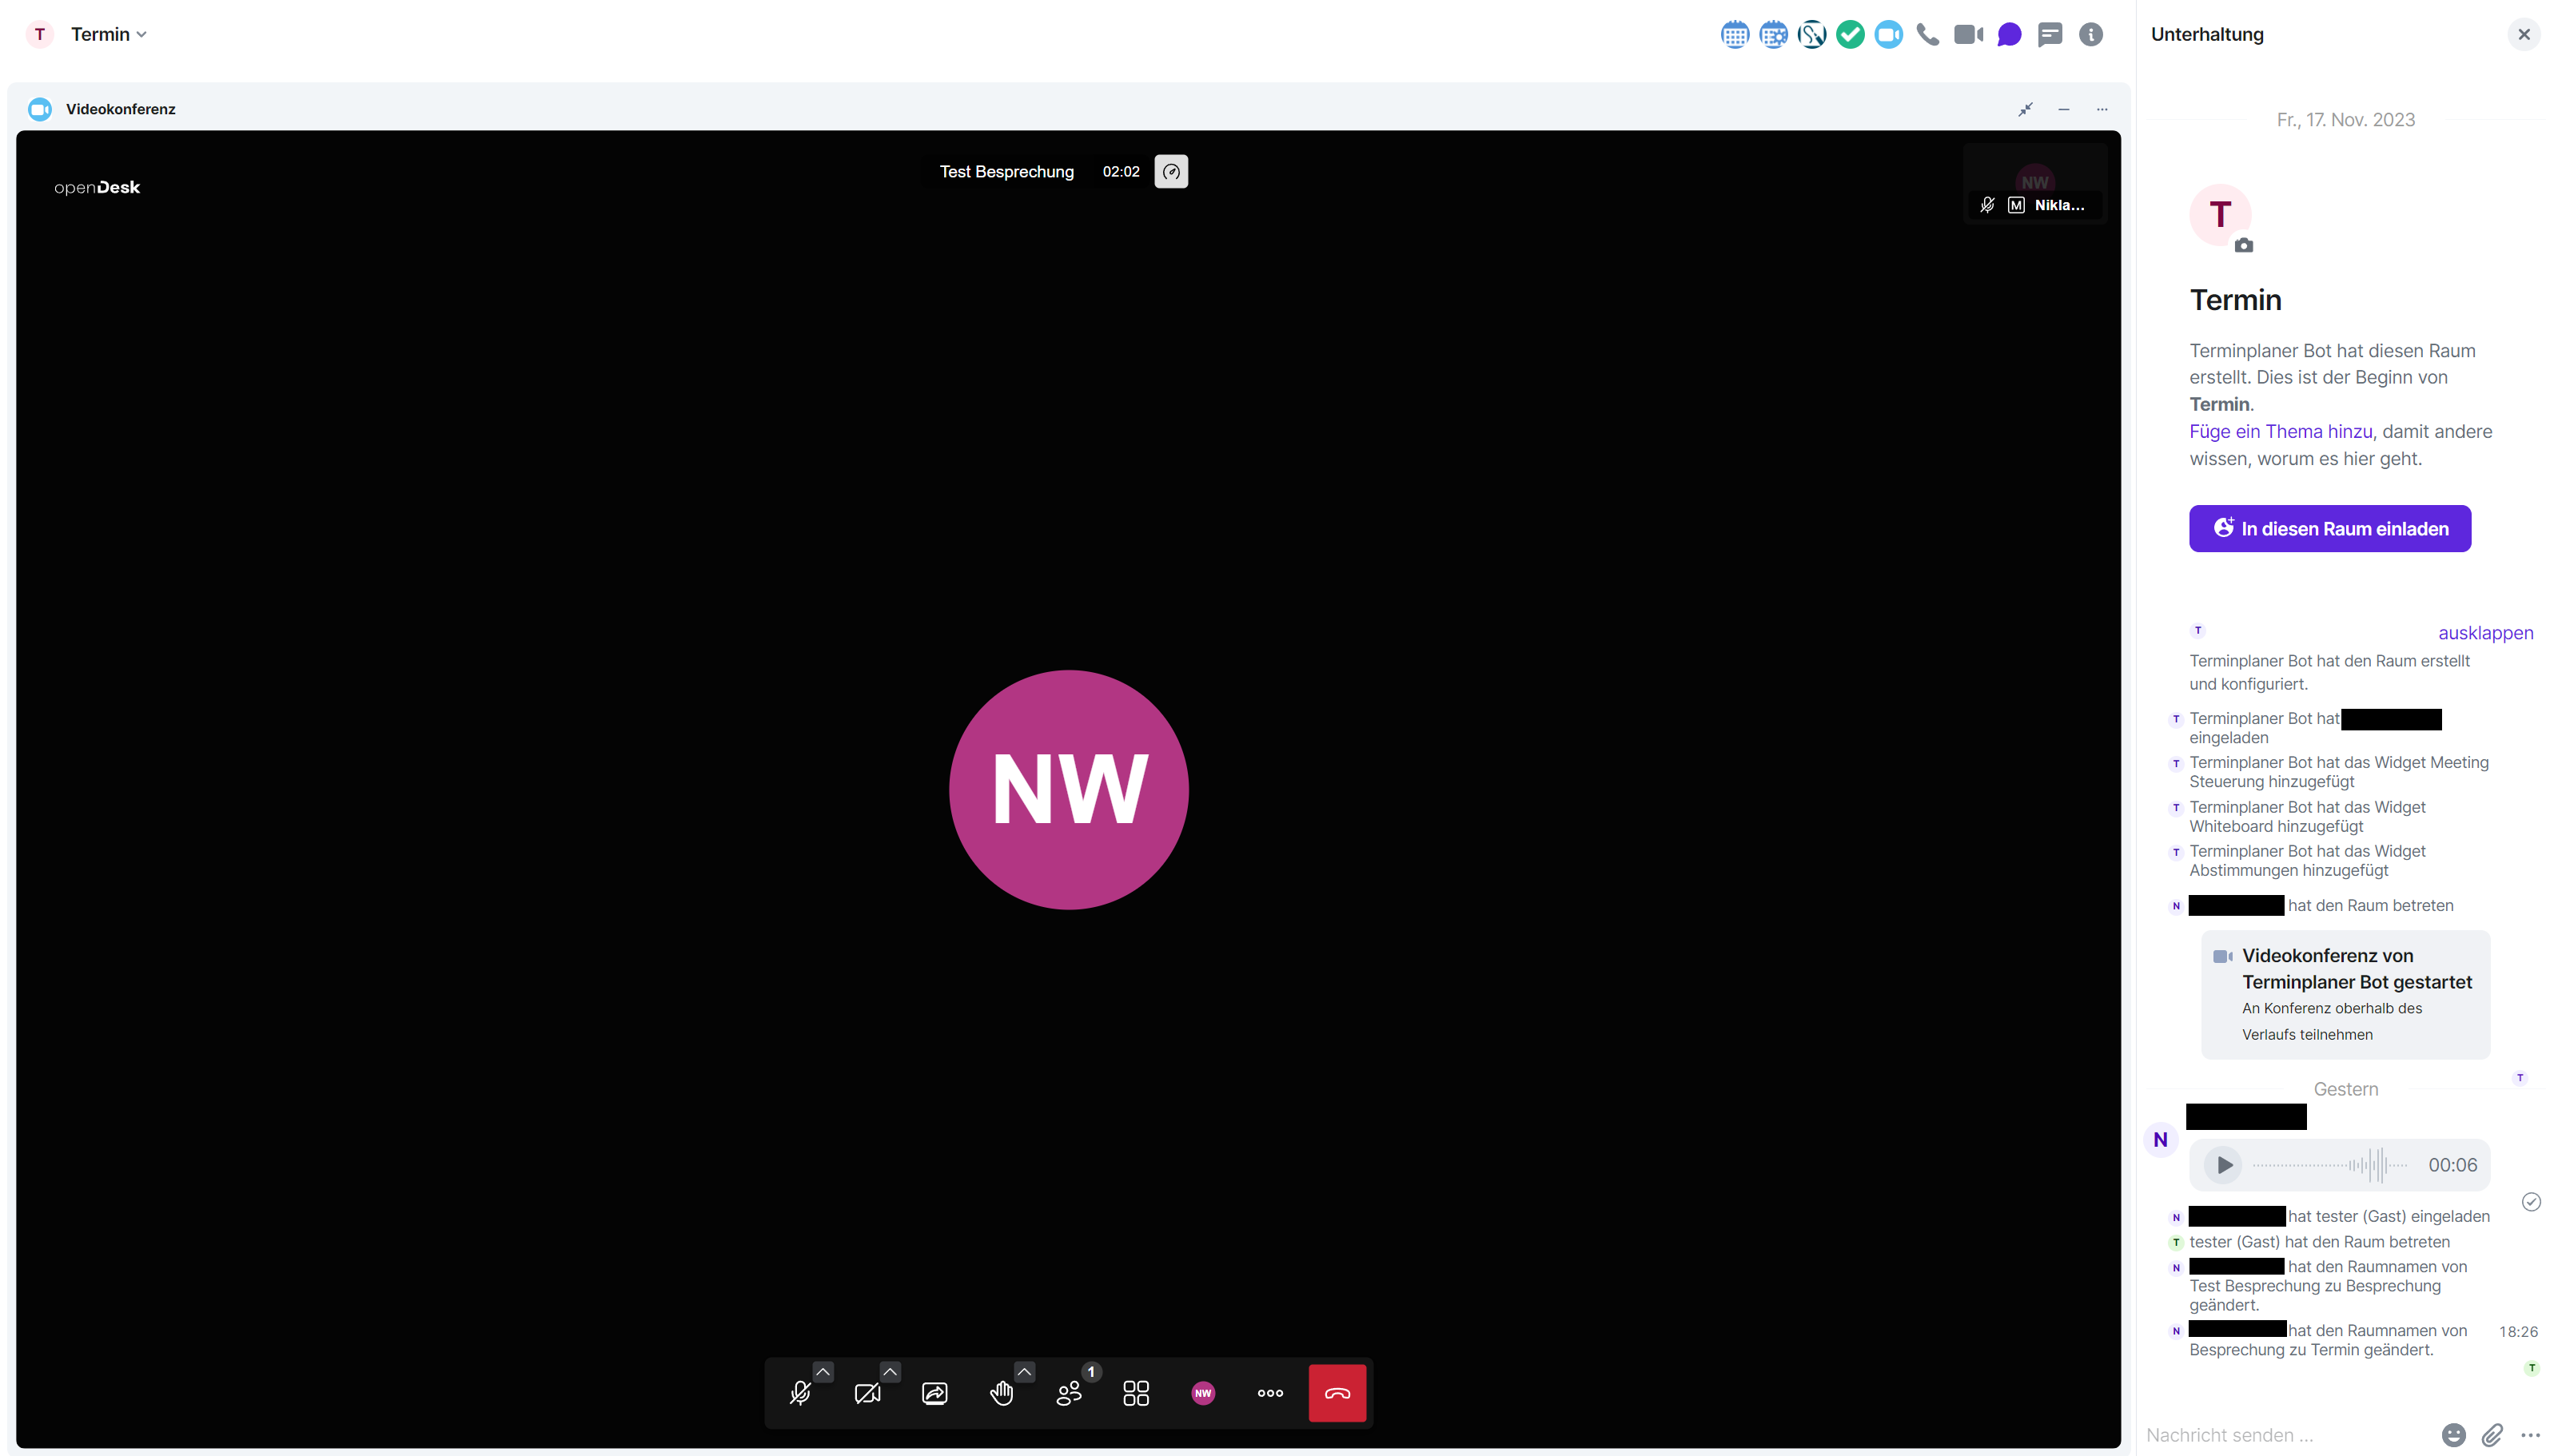 T
Termin
Unterhaltung
Videokonferenz
openDesk
Test Besprechung
02:02
NW
M
Nikla...
NW
1
NW
Fr., 17. Nov. 2023
T
Termin
Terminplaner Bot hat diesen Raum
erstellt. Dies ist der Beginn von
Termin.
Füge ein Thema hinzu, damit andere
wissen, worum es hier geht.
In diesen Raum einladen
T
ausklappen
Terminplaner Bot hat den Raum erstellt
und konfiguriert.
T Terminplaner Bot hat
eingeladen
T Terminplaner Bot hat das Widget Meeting
Steuerung hinzugefügt
T Terminplaner Bot hat das Widget
Whiteboard hinzugefügt
T Terminplaner Bot hat das Widget
Abstimmungen hinzugefügt
N hat den Raum betreten
Videokonferenz von
Terminplaner Bot gestartet
An Konferenz oberhalb des
Verlaufs teilnehmen
T
Gestern
N
00:06
N hat tester (Gast) eingeladen
T tester (Gast) hat den Raum betreten
N hat den Raumnamen von
Test Besprechung zu Besprechung
geändert.
N hat den Raumnamen von 18:26
Besprechung zu Termin geändert.
T
Nachricht senden ...